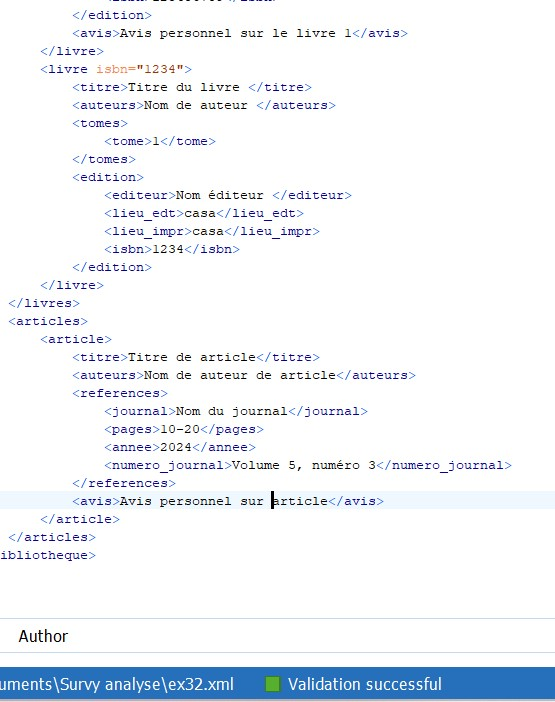 </edition>
<avis>Avis personnel sur le livre 1</avis>
</livre>
<livre isbn="1234">
<titre>Titre du livre </titre>
<auteurs>Nom de auteur </auteurs>
<tomes>
<tome>1</tome>
</tomes>
<edition>
<editeur>Nom éditeur </editeur>
<lieu_edt>casa</lieu_edt>
<lieu_impr>casa</lieu_impr>
<isbn>1234</isbn>
</edition>
</livre>
</livres>
<articles>
<article>
<titre>Titre de article</titre>
<auteurs>Nom de auteur de article</auteurs>
<references>
<journal>Nom du journal</journal>
<pages>10-20</pages>
<annee>2024</annee>
<numero_journal>Volume 5, numéro 3</numero_journal>
</references>
<avis>Avis personnel sur article</avis>
</article>
</articles>
ibliotheque>
Author
uments\Survy analyse\ex32.xml Validation successful